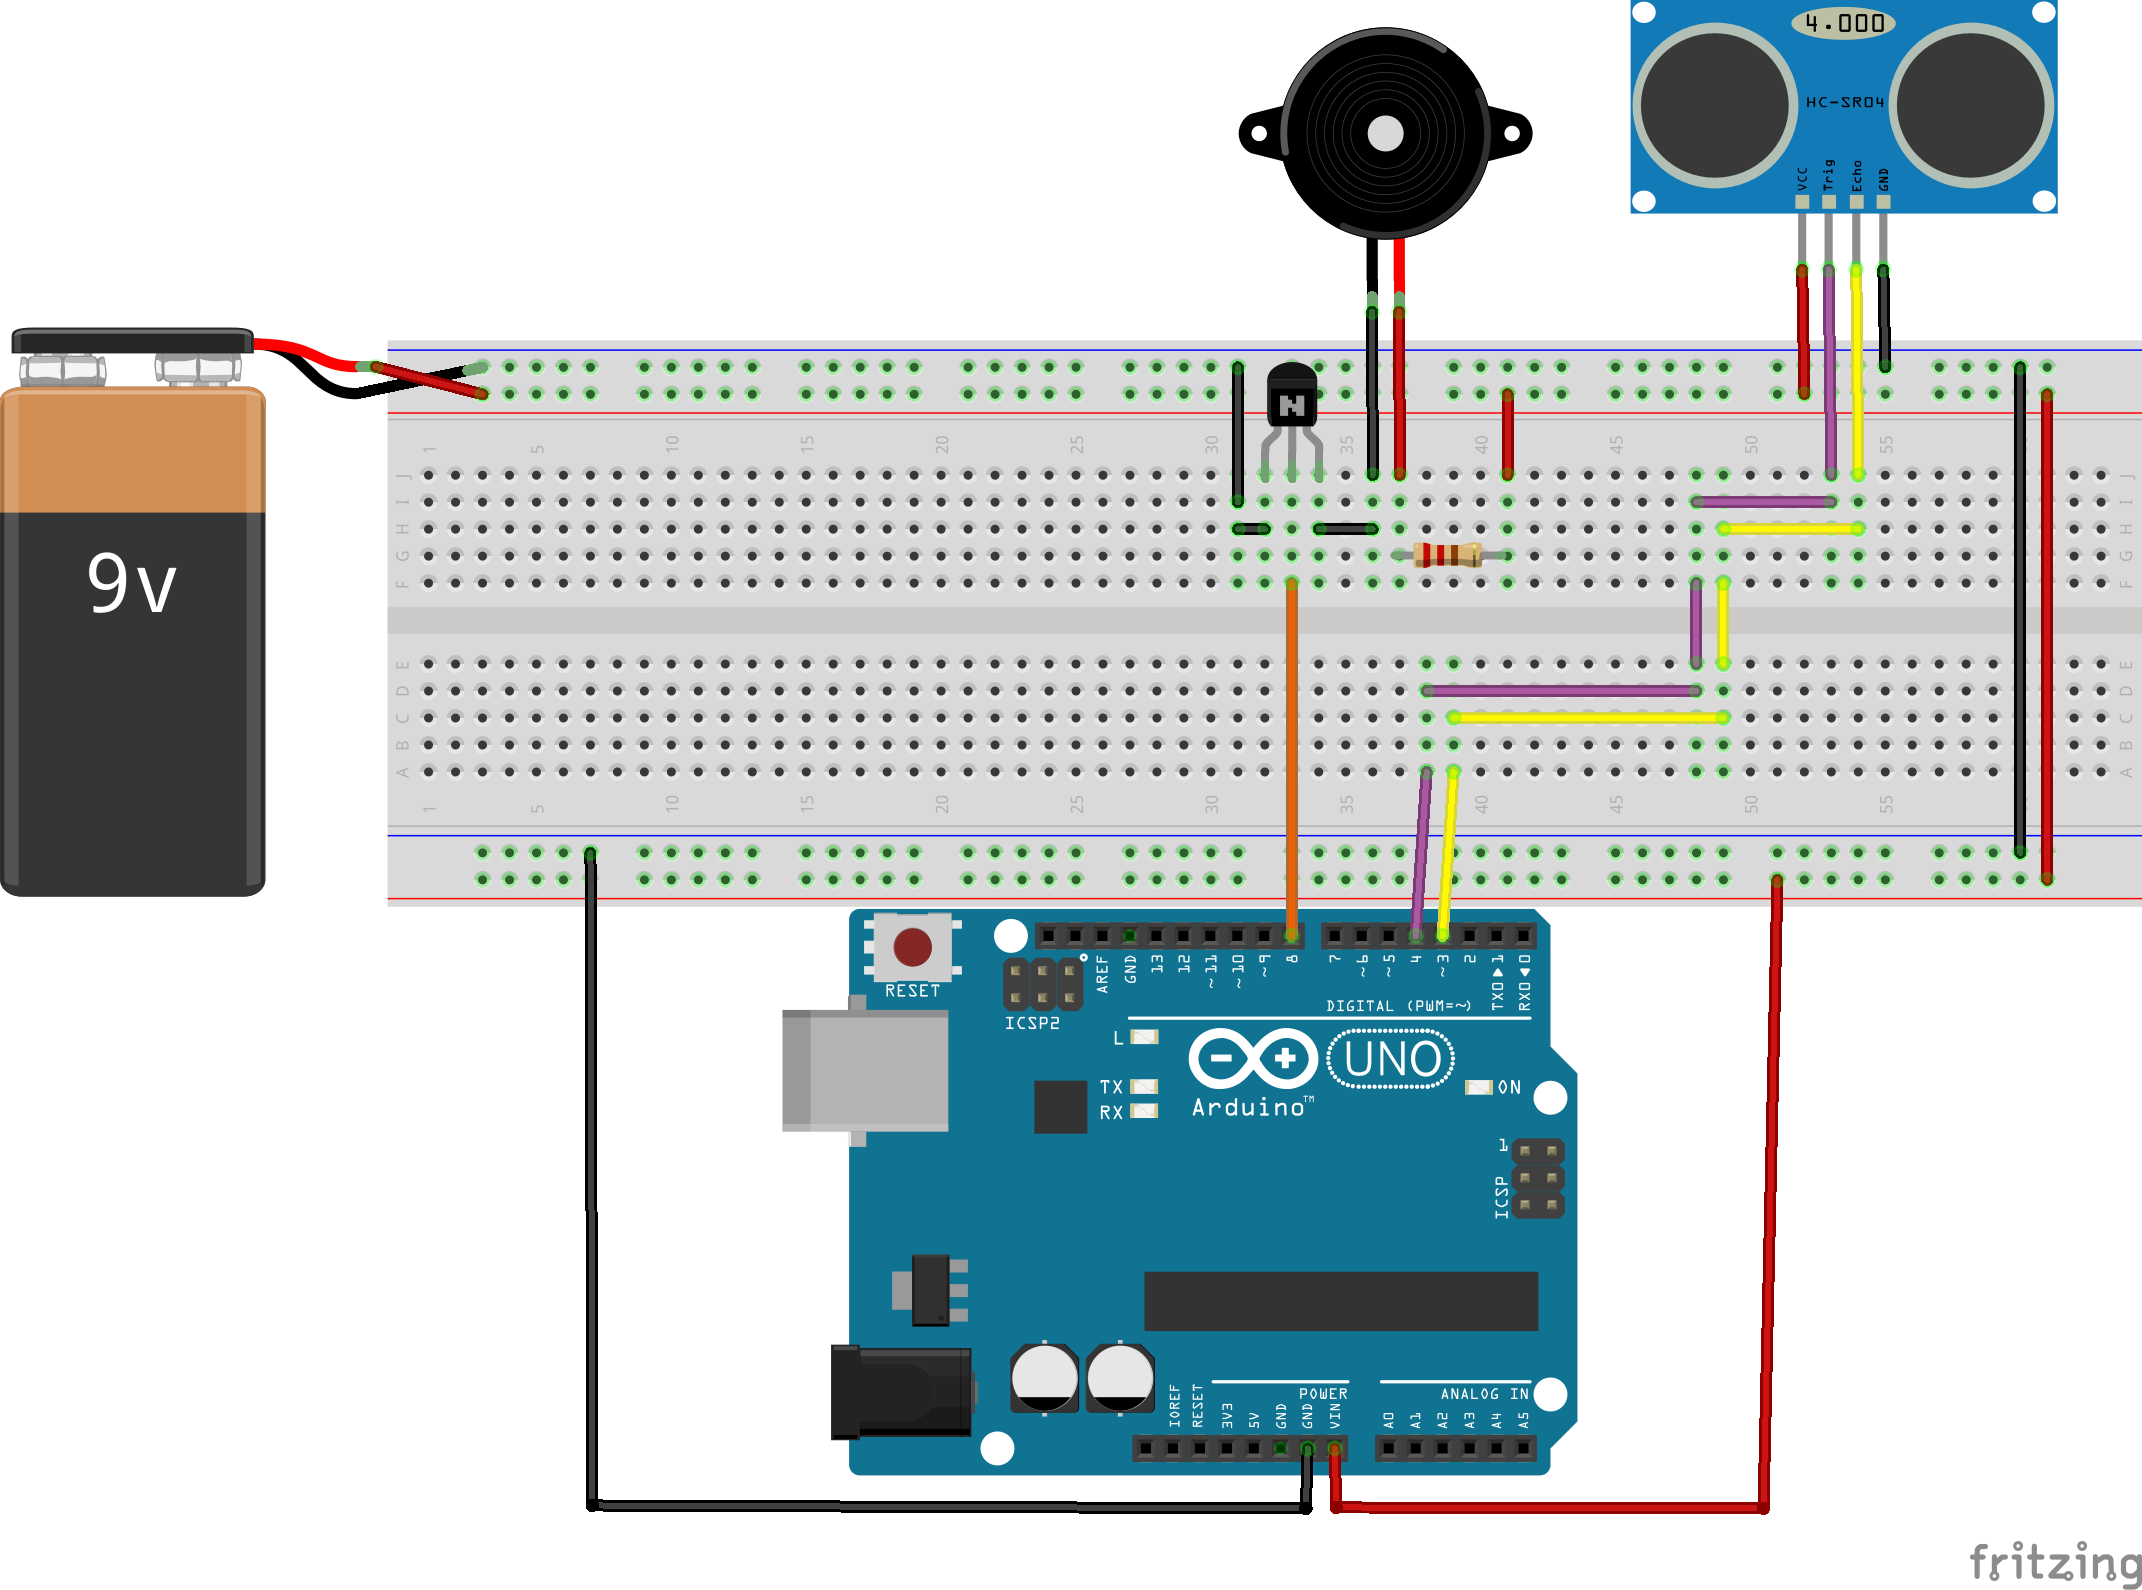 4.000
HC-SR04
VCC Trig Echo GND
N
9v
1 5 10 15 20 25 30 35 40 45 50 55
J J
I I
H H
G G
F F
E E
D D
C C
B B
A A
1 5 10 15 20 25 30 35 40 45 50 55
RESET
ICSP2
AREF GND 13 12 ~11 ~10 ~9 8 7 ~6 ~5 4 ~3 2 TX0▶1 RX0◀0
DIGITAL (PWM=~)
L
TX
RX
UNO
ON
Arduino™
1
ICSP
POWER
ANALOG IN
IOREF RESET 3V3 5V GND GND VIN A0 A1 A2 A3 A4 A5
fritzing